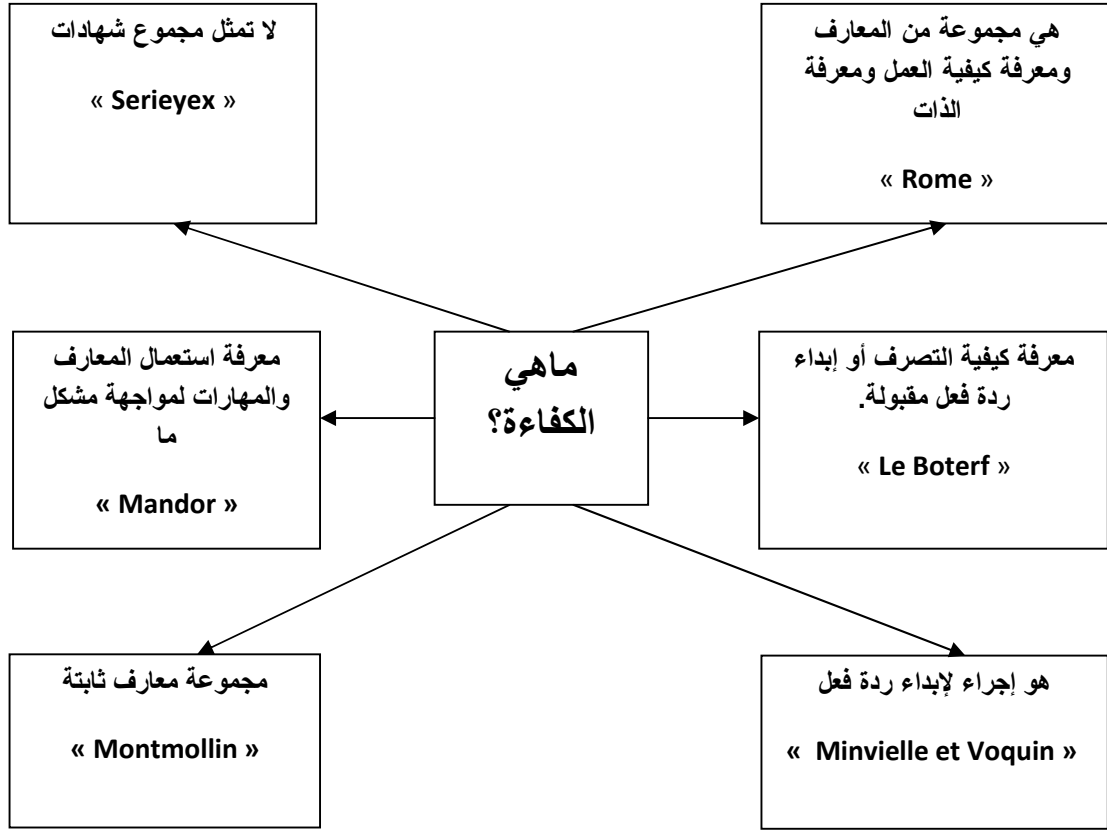 هي مجموعة من المعارف
ومعرفة كيفية العمل ومعرفة
الذات
« Rome »
لا تمثل مجموع شهادات
« Serieyex »
ماهي
الكفاءة؟
معرفة كيفية التصرف أو إبداء
ردة فعل مقبولة.
« Le Boterf »
معرفة استعمال المعارف
والمهارات لمواجهة مشكل
ما
« Mandor »
هو إجراء لإبداء ردة فعل
« Minvielle et Voquin »
مجموعة معارف ثابتة
« Montmollin »